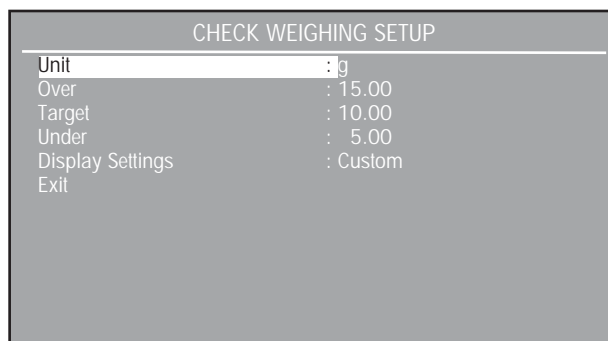 CHECK WEIGHING SETUP
Unit : g
Over : 15.00
Target : 10.00
Under : 5.00
Display Settings : Custom
Exit